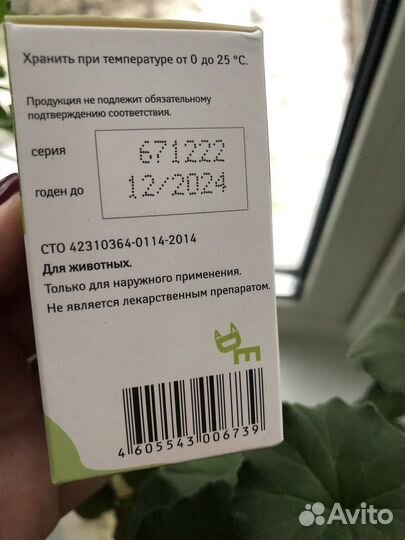 Хранить при температуре от 0 до 25 °С.
Продукция не подлежит обязательному
подтверждению соответствия.
серия 671222
годен до 12/2024
СТО 42310364-0114-2014
Для животных.
Только для наружного применения.
Не является лекарственным препаратом.
4 605543 006739
Avito